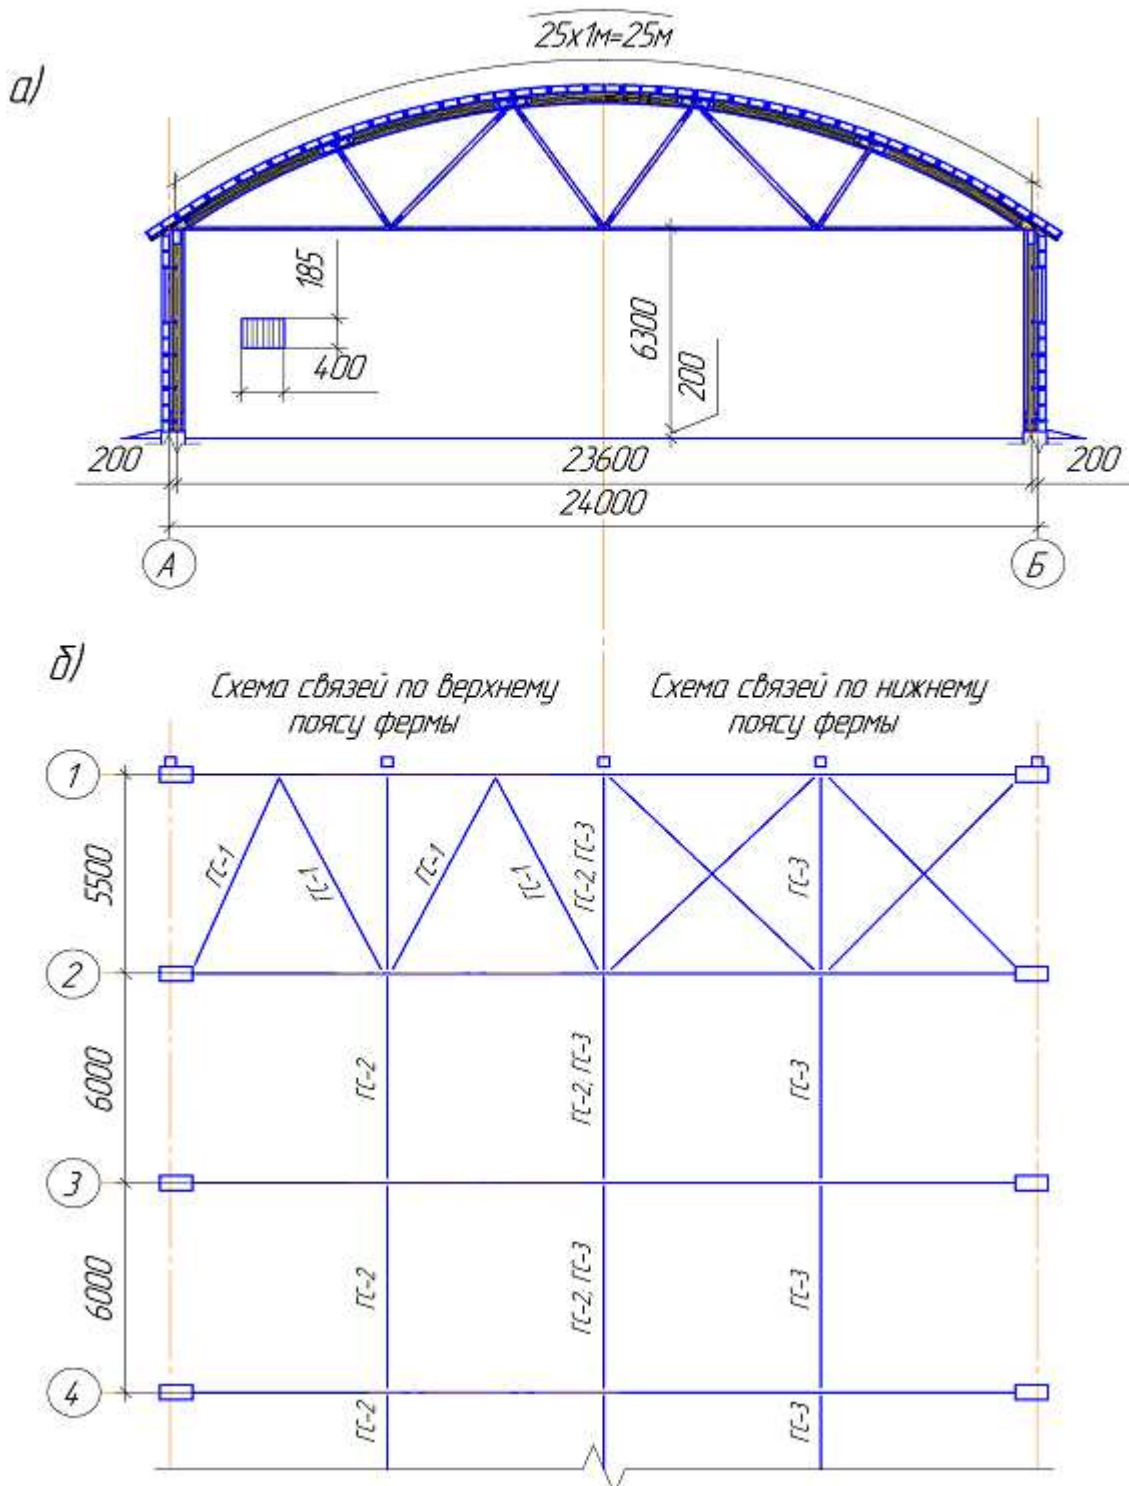 25х1м=25м
а)
185
400
6300
200
200
23600
200
24000
А
Б
б)
Схема связей по верхнему
поясу фермы
Схема связей по нижнему
поясу фермы
1
5500
ГС-1
ГС-1
ГС-1
ГС-1
ГС-2, ГС-3
ГС-3
2
6000
ГС-2
ГС-2, ГС-3
ГС-3
3
6000
ГС-2
ГС-2, ГС-3
ГС-3
4
ГС-2
ГС-3